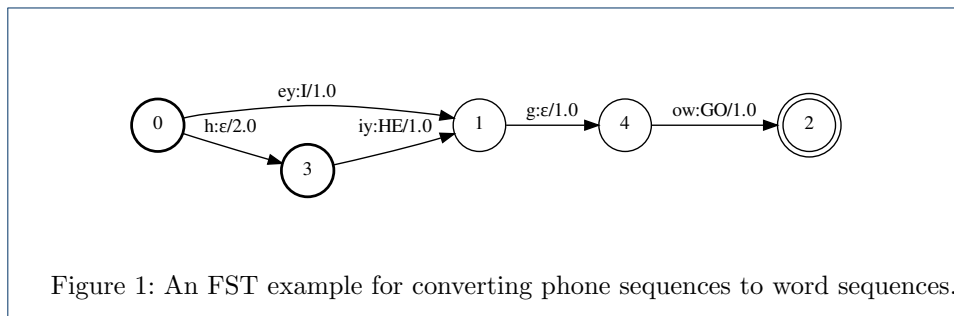 ey:I/1.0
0
h:ε/2.0
iy:HE/1.0
1
g:ε/1.0
4
ow:GO/1.0
2
3
Figure 1: An FST example for converting phone sequences to word sequences.